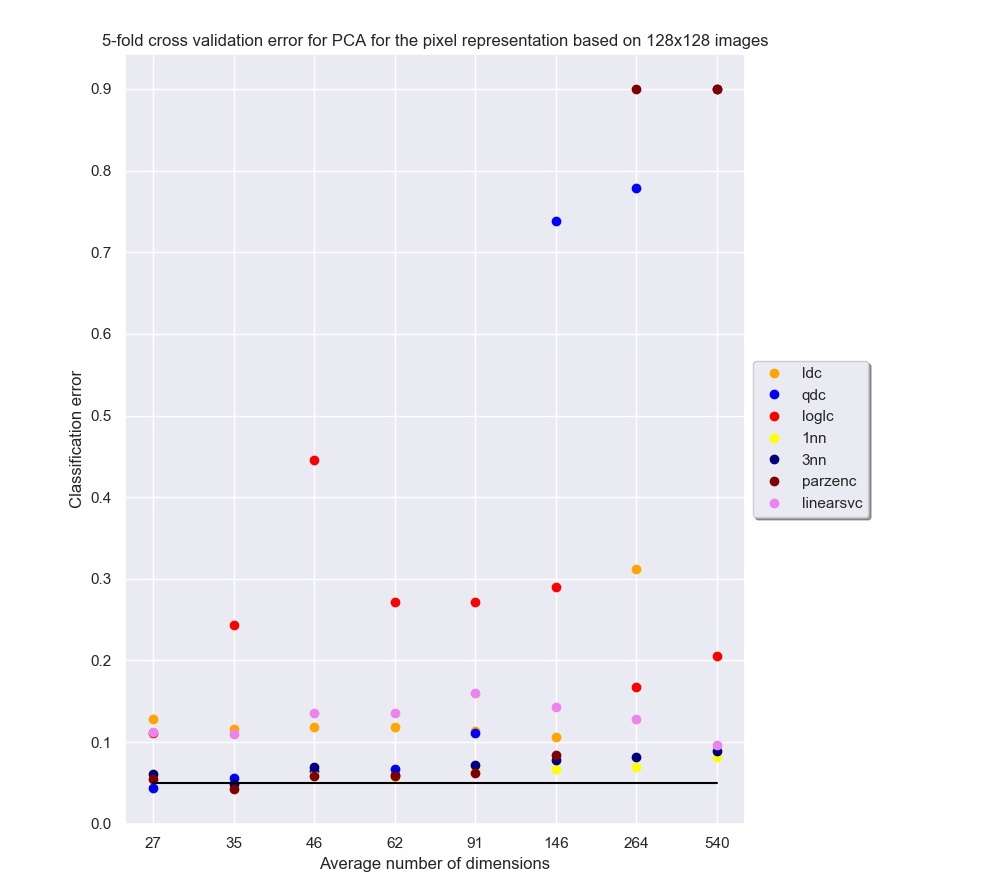 5-fold cross validation error for PCA for the pixel representation based on 128x128 images
0.9
0.8
0.7
0.6
0.5
0.4
0.3
0.2
0.1
0.0
Classification error
27 35 46 62 91 146 264 540
Average number of dimensions
ldc
qdc
loglc
1nn
3nn
parzenc
linearsvc